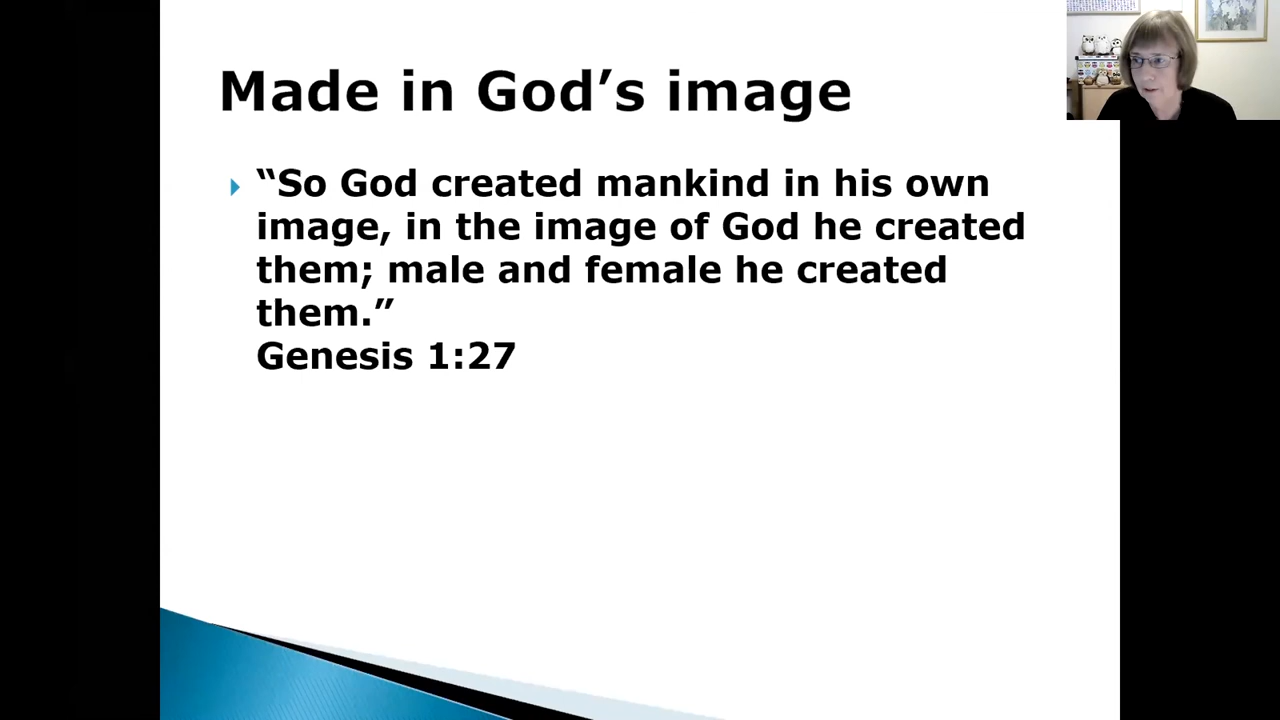 Made in God’s image
“So God created mankind in his own
image, in the image of God he created
them; male and female he created
them.”
Genesis 1:27